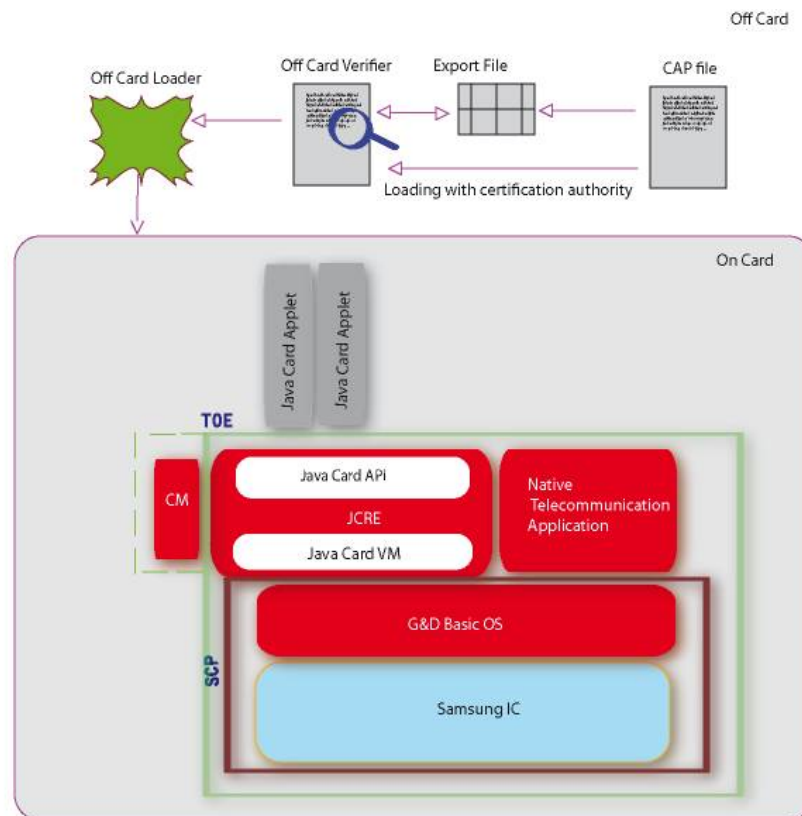 Off Card
Off Card Loader
Off Card Verifier
Export File
CAP file
Loading with certification authority
On Card
Java Card Applet
Java Card Applet
TOE
CM
Java Card APi
JCRE
Java Card VM
Native
Telecommunication
Application
SCP
G&D Basic OS
Samsung IC